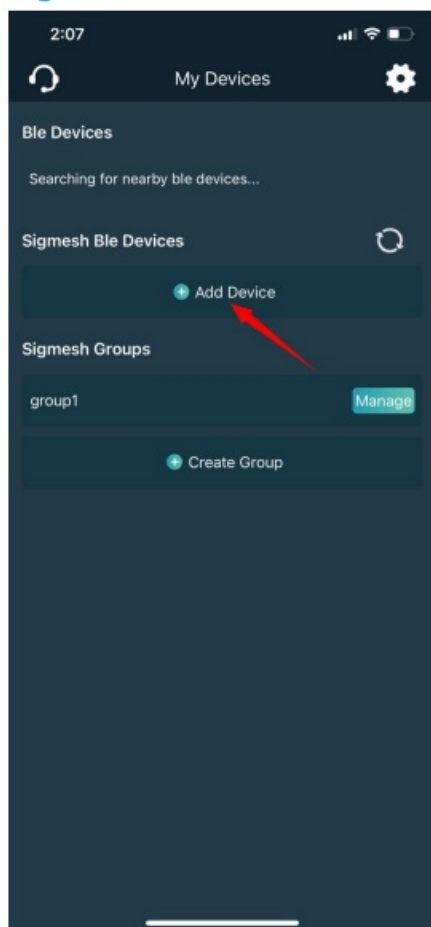 2:07
My Devices
Ble Devices
Searching for nearby ble devices...
Sigmesh Ble Devices
Add Device
Sigmesh Groups
group1
Manage
Create Group